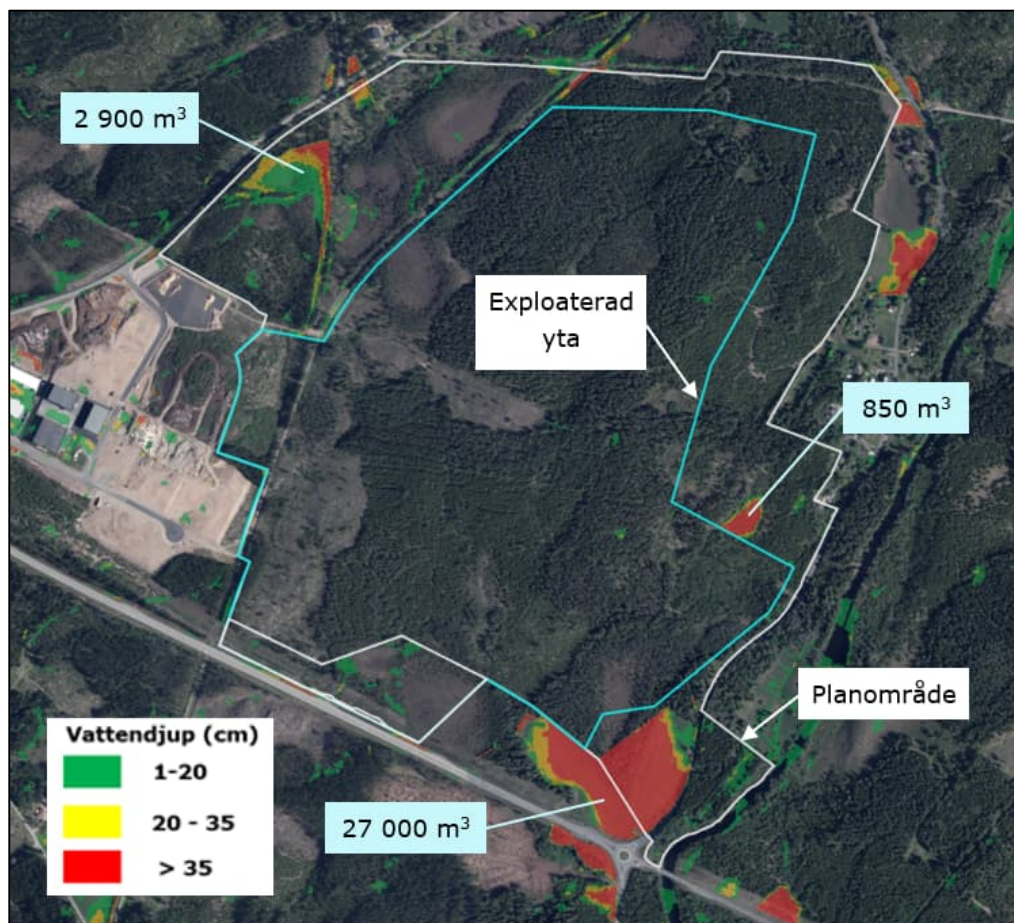 2 900 m³
Exploaterad
yta
850 m³
Planområde
Vattendjup (cm)
1-20
20 - 35
> 35
27 000 m³